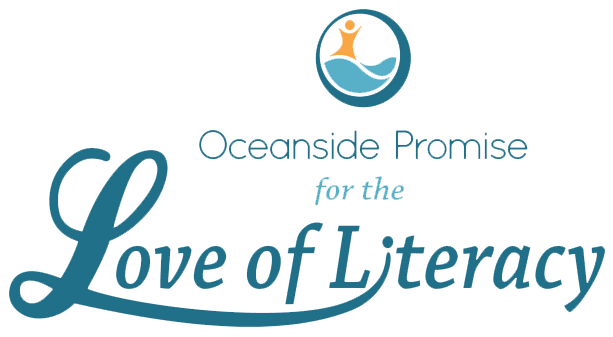 Oceanside Promise
for the
Love of Literacy